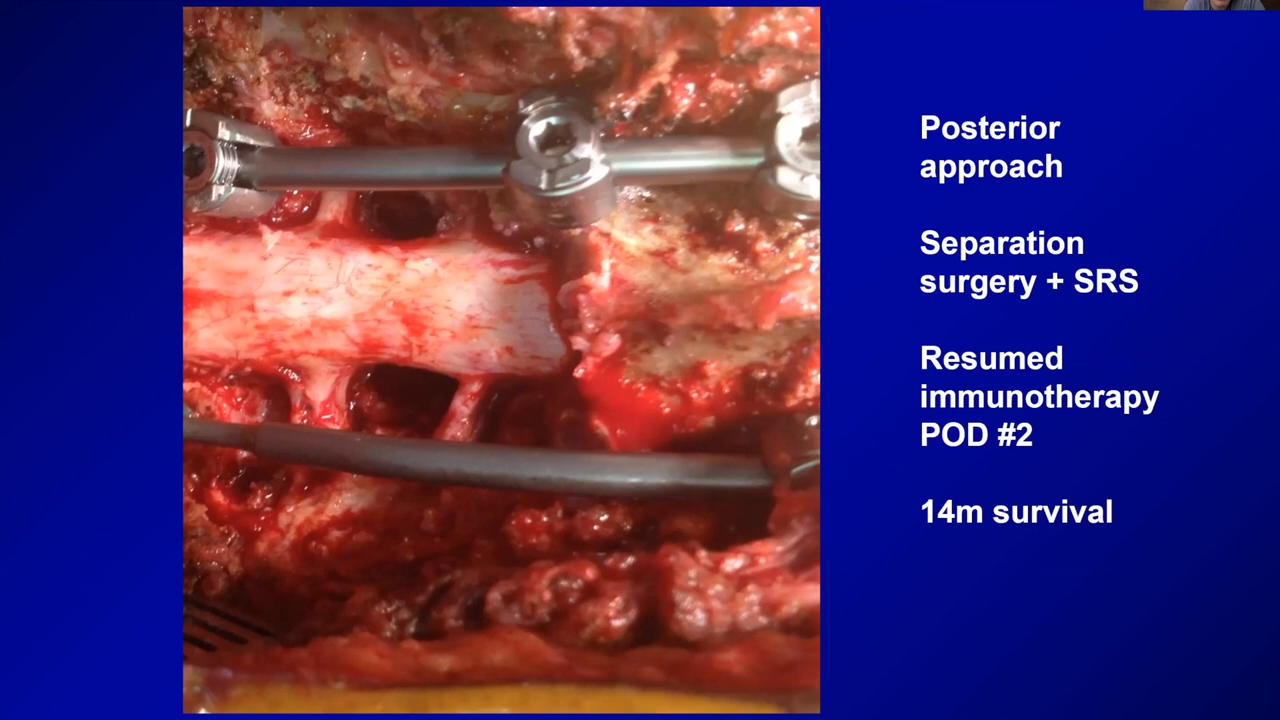 Posterior
approach
Separation
surgery + SRS
Resumed
immunotherapy
POD #2
14m survival